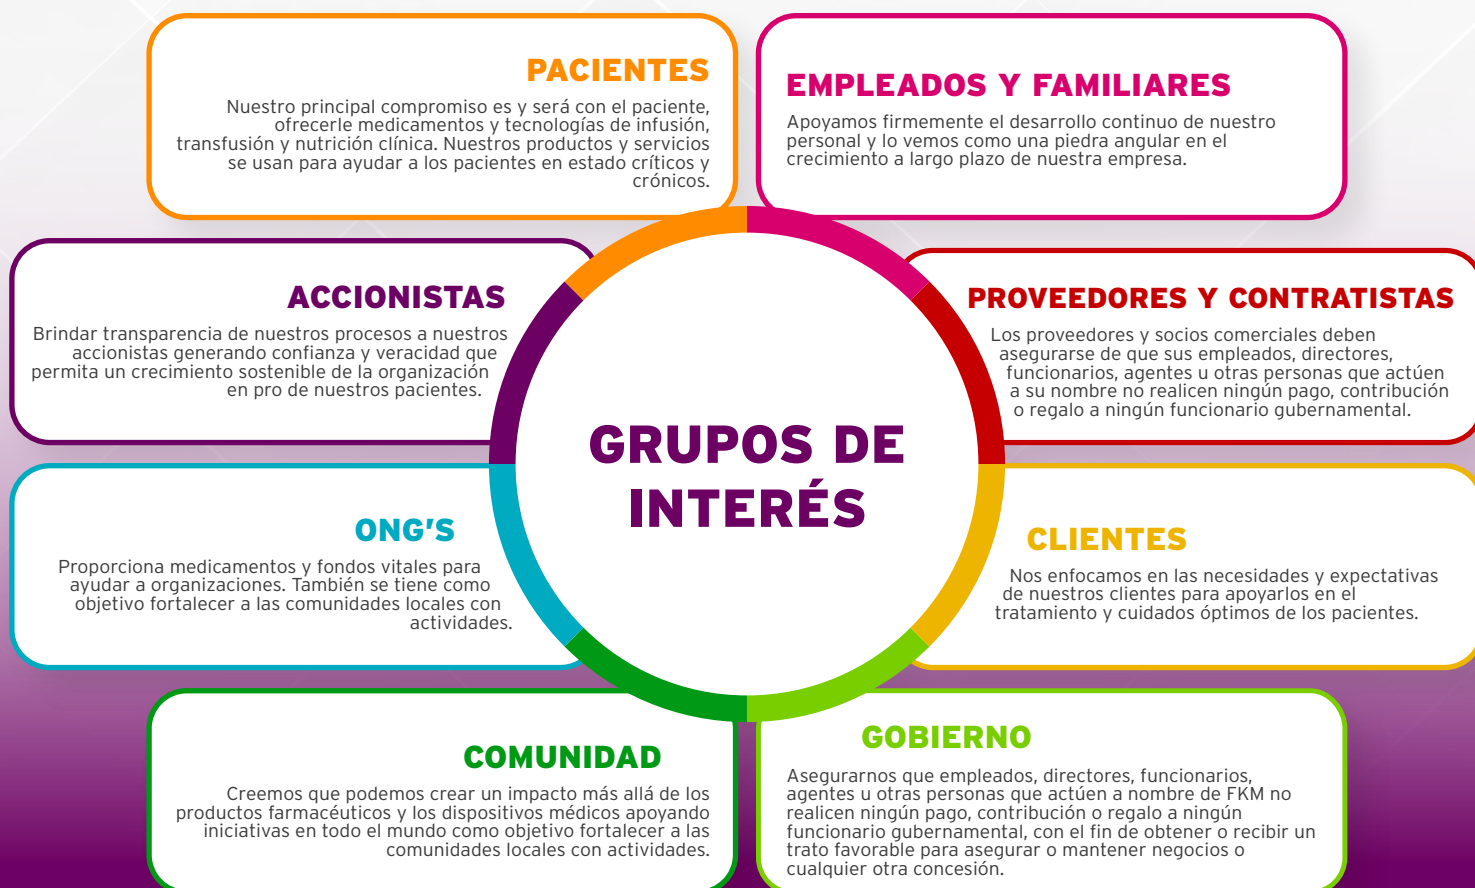 PACIENTES
Nuestro principal compromiso es y será con el paciente,
ofrecerle medicamentos y tecnologías de infusión,
transfusión y nutrición clínica. Nuestros productos y servicios
se usan para ayudar a los pacientes en estado críticos y
crónicos.
EMPLEADOS Y FAMILIARES
Apoyamos firmemente el desarrollo continuo de nuestro
personal y lo vemos como una piedra angular en el
crecimiento a largo plazo de nuestra empresa.
ACCIONISTAS
Brindar transparencia de nuestros procesos a nuestros
accionistas generando confianza y veracidad que
permita un crecimiento sostenible de la organización
en pro de nuestros pacientes.
PROVEEDORES Y CONTRATISTAS
Los proveedores y socios comerciales deben
asegurarse de que sus empleados, directores,
funcionarios, agentes u otras personas que actúen
a su nombre no realicen ningún pago, contribución
o regalo a ningún funcionario gubernamental.
GRUPOS DE
INTERÉS
ONG'S
Proporciona medicamentos y fondos vitales para
ayudar a organizaciones. También se tiene como
objetivo fortalecer a las comunidades locales con
actividades.
CLIENTES
Nos enfocamos en las necesidades y expectativas
de nuestros clientes para apoyarlos en el
tratamiento y cuidados óptimos de los pacientes.
COMUNIDAD
Creemos que podemos crear un impacto más allá de los
productos farmacéuticos y los dispositivos médicos apoyando
iniciativas en todo el mundo como objetivo fortalecer a las
comunidades locales con actividades.
GOBIERNO
Asegurarnos que empleados, directores, funcionarios,
agentes u otras personas que actúen a nombre de FKM no
realicen ningún pago, contribución o regalo a ningún
funcionario gubernamental, con el fin de obtener o recibir un
trato favorable para asegurar o mantener negocios o
cualquier otra concesión.